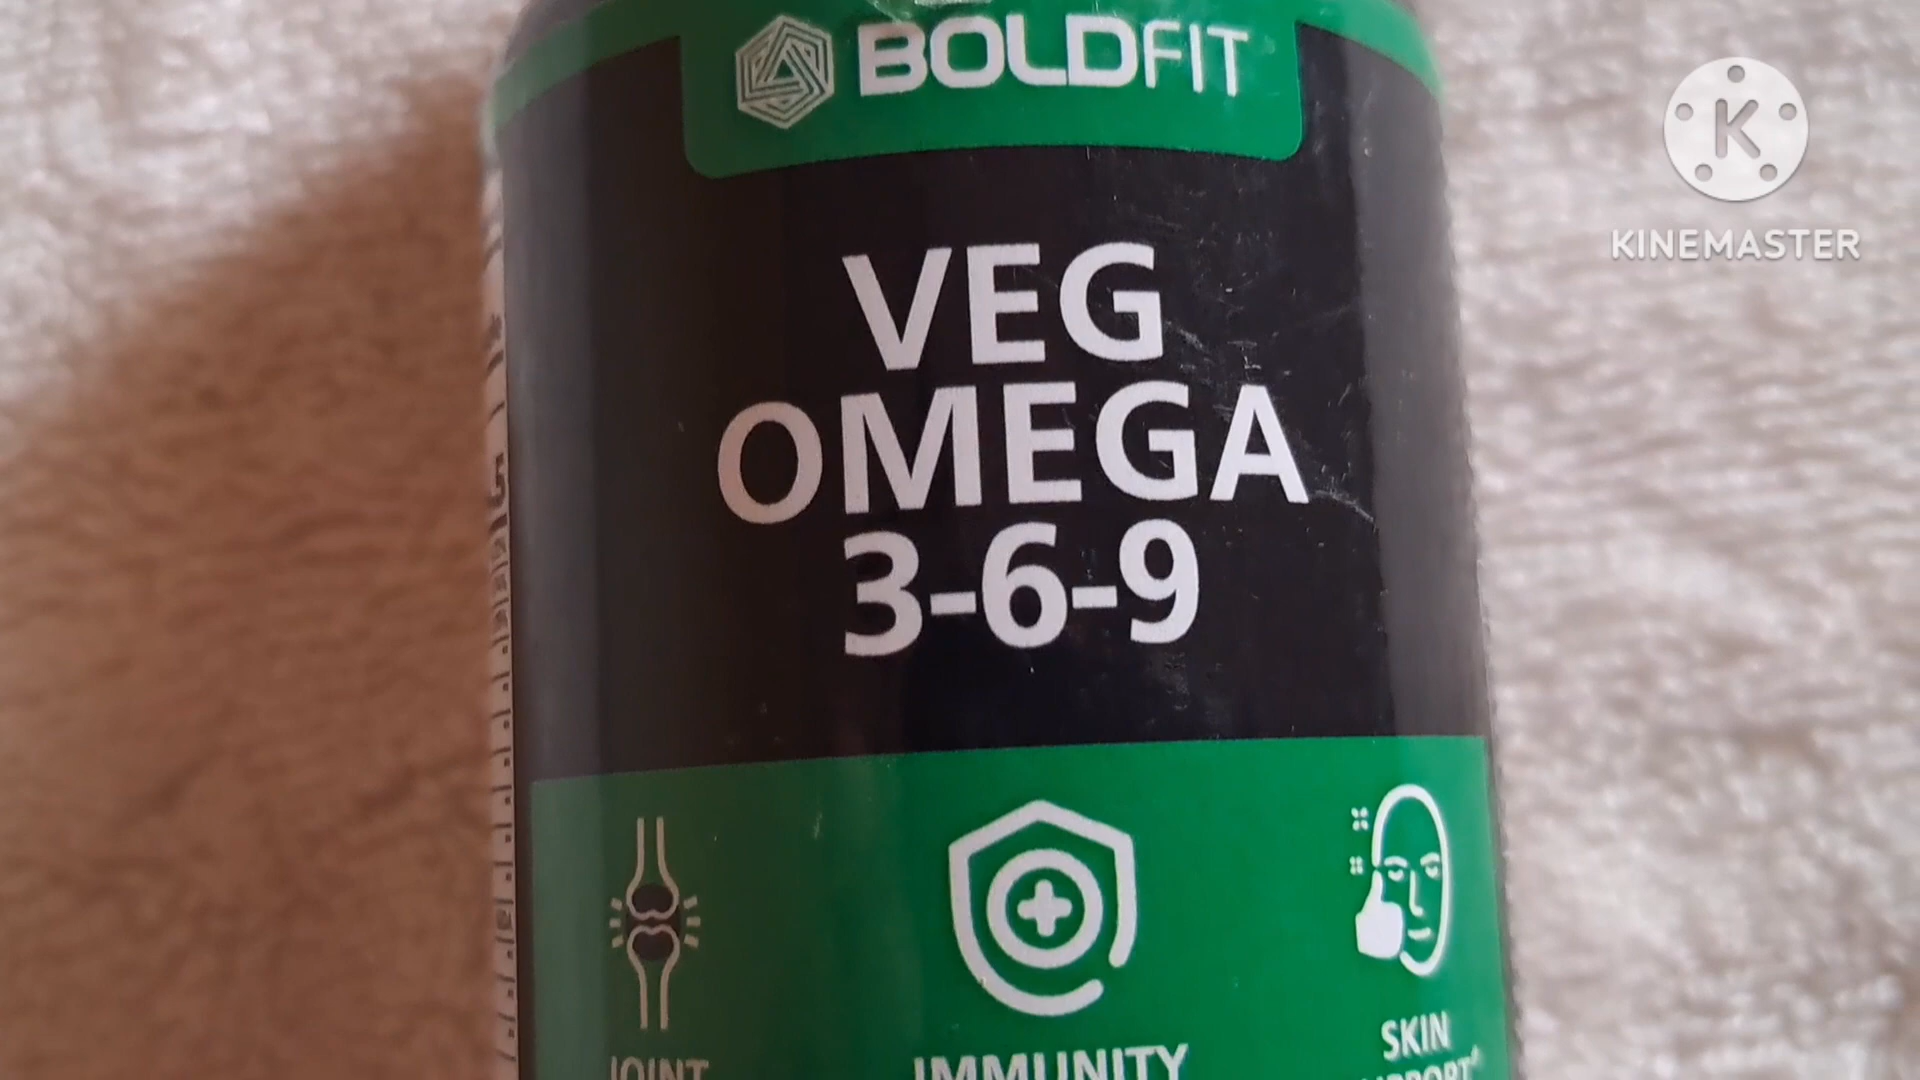 BOLDFIT
K
KINEMASTER
VEG
OMEGA
3-6-9
JOINT
IMMUNITY
SKIN